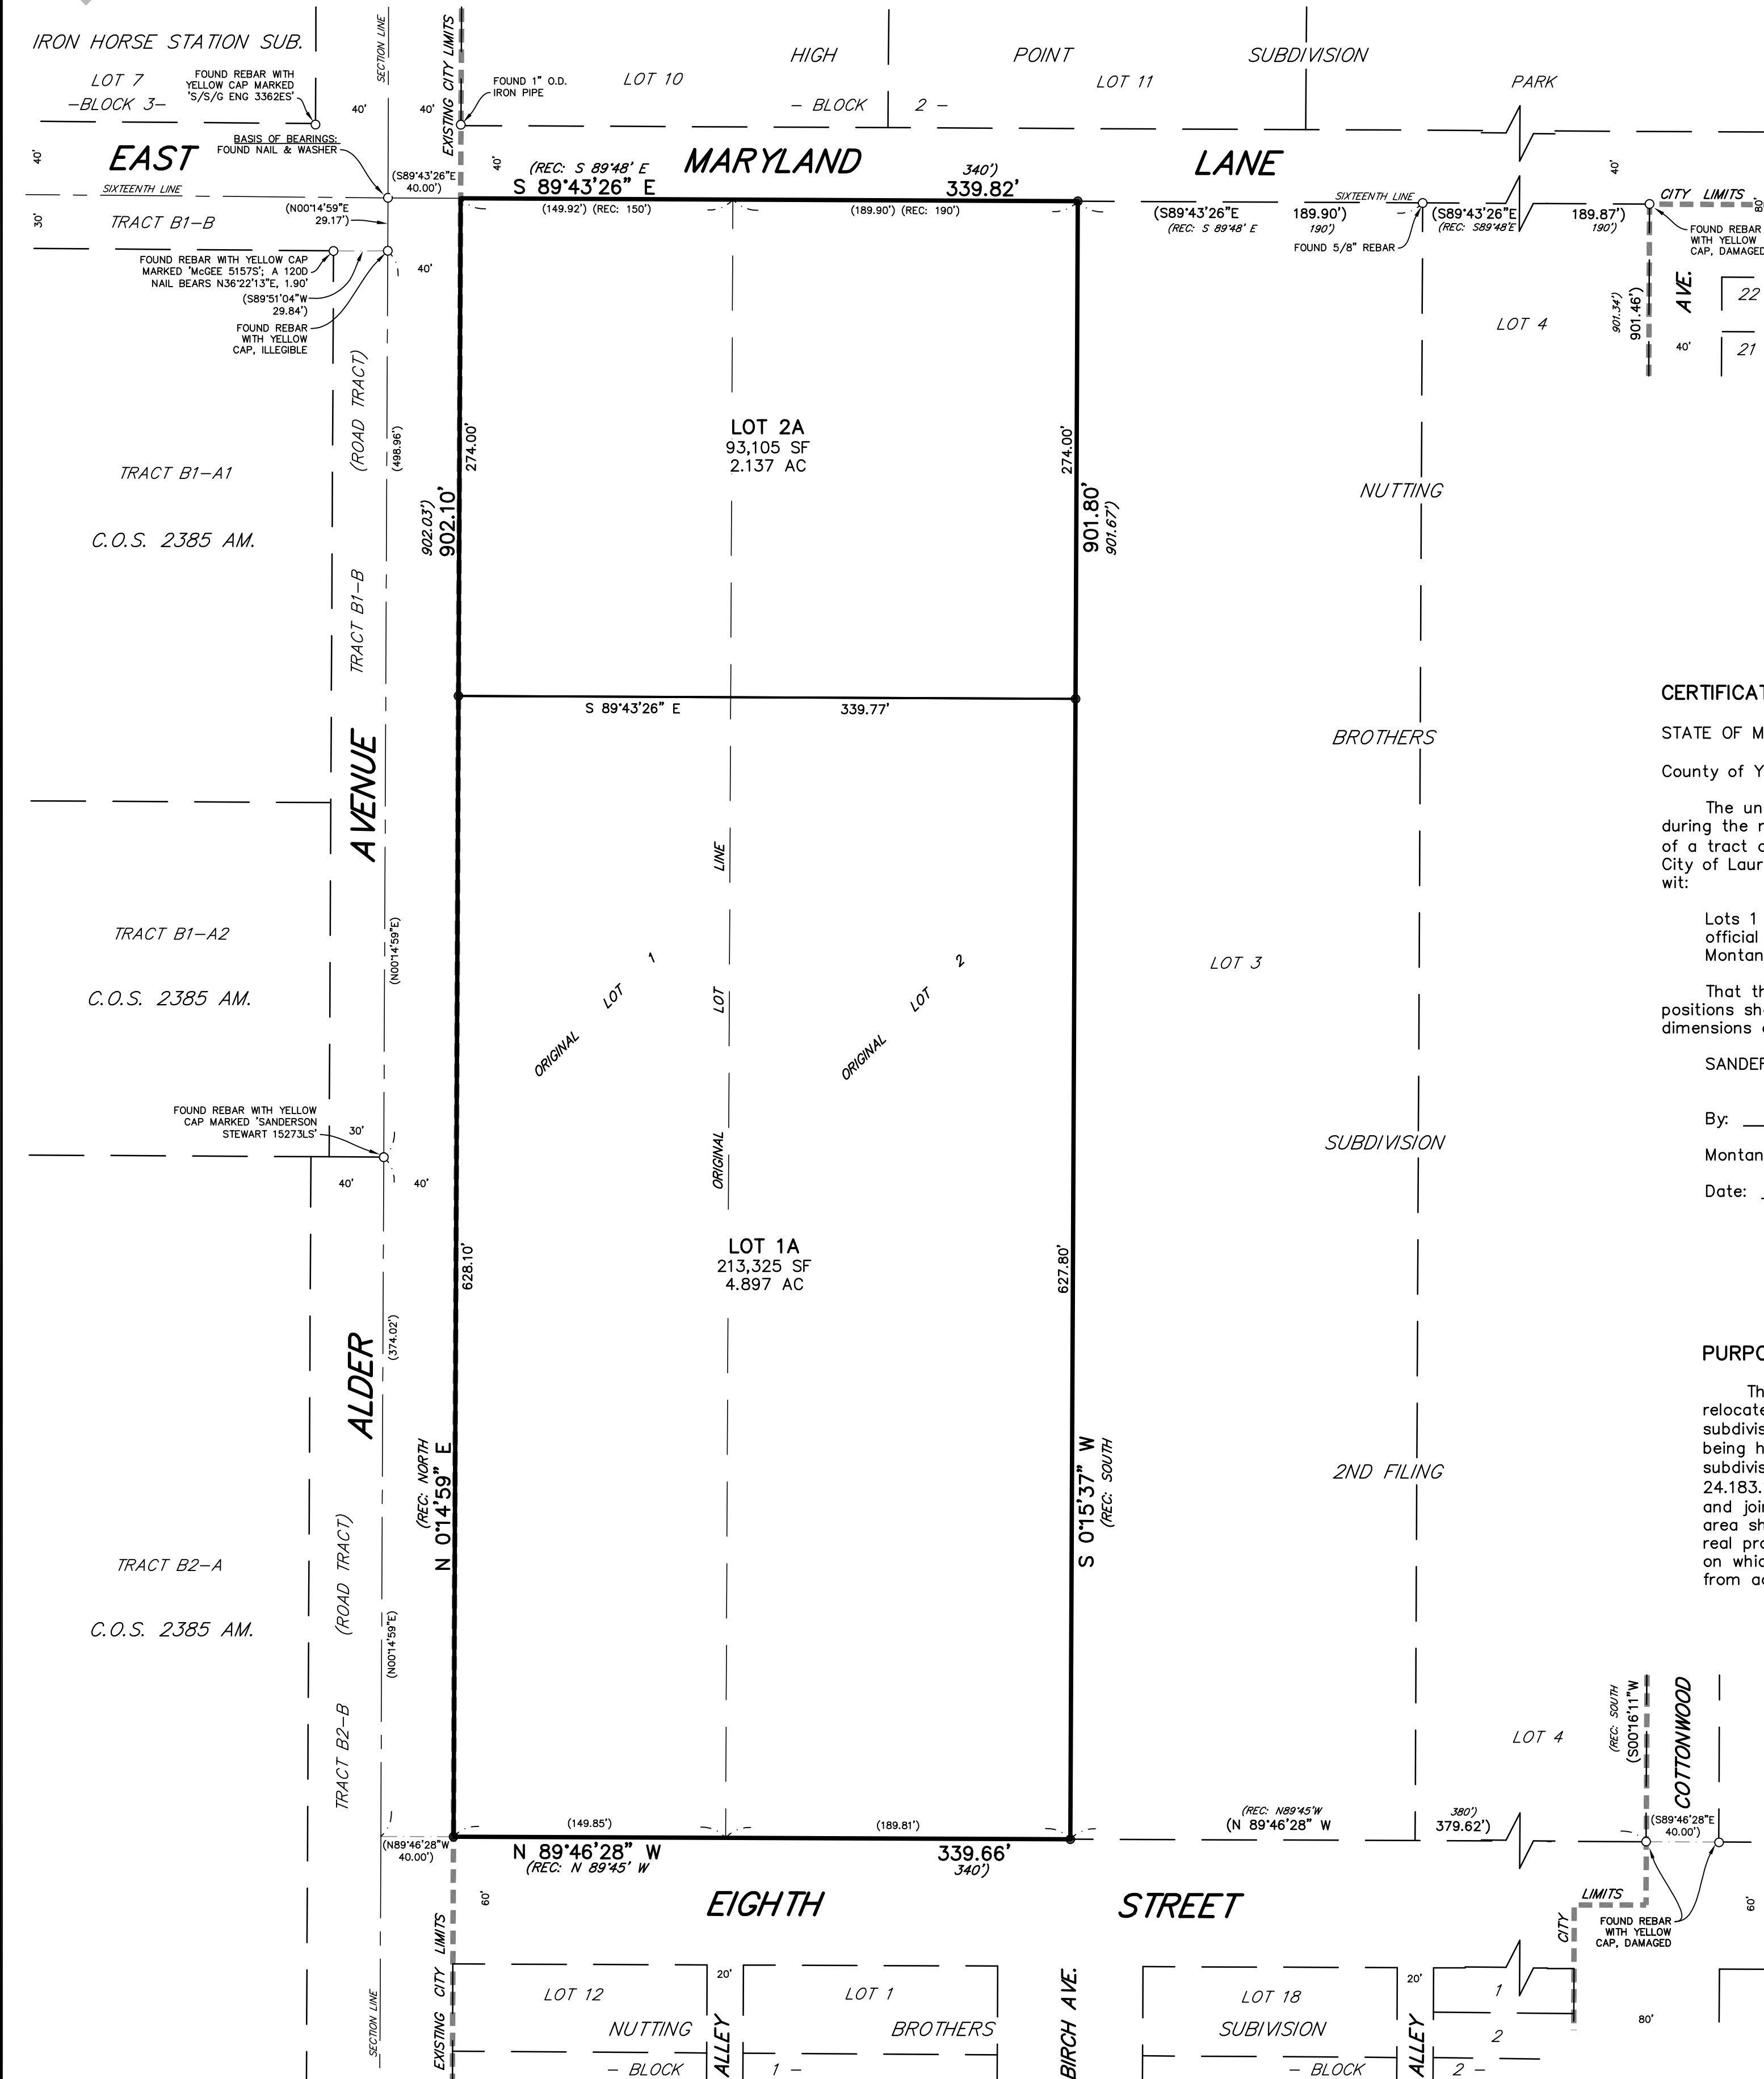 IRON HORSE STATION SUB.
LOT 7
-BLOCK 3-
FOUND REBAR WITH
YELLOW CAP MARKED
'S/S/G ENG 3362ES'
SECTION LINE
EXISTING CITY LIMITS
40'
40'
FOUND 1" O.D.
IRON PIPE
HIGH POINT SUBDIVISION
LOT 10
LOT 11
- BLOCK 2 -
PARK
BASIS OF BEARINGS:
FOUND NAIL & WASHER
40'
EAST MARYLAND LANE
40'
40'
SIXTEENTH LINE
(S89°43'26"E
40.00')
(REC: S 89°48' E 340')
S 89°43'26" E 339.82'
(149.92') (REC: 150')
(189.90') (REC: 190')
SIXTEENTH LINE
(S89°43'26"E 189.90')
(REC: S 89°48' E 190')
(S89°43'26"E 189.87')
(REC: S89°48'E 190')
FOUND 5/8" REBAR
CITY LIMITS
80'
FOUND REBAR
WITH YELLOW
CAP, DAMAGED
30'
TRACT B1-B
(N00°14'59"E
29.17')
FOUND REBAR WITH YELLOW CAP
MARKED 'McGEE 5157S'; A 120D
NAIL BEARS N36°22'13"E, 1.90'
(S89°51'04"W
29.84')
FOUND REBAR
WITH YELLOW
CAP, ILLEGIBLE
40'
901.34')
901.46')
AVE.
40'
22
21
LOT 4
(ROAD TRACT)
(498.96')
274.00'
LOT 2A
93,105 SF
2.137 AC
274.00'
TRACT B1-A1
C.O.S. 2385 AM.
902.03')
902.10'
901.80'
901.67')
NUTTING
TRACT B1-B
S 89°43'26" E 339.77'
BROTHERS
AVENUE
LINE
LOT
ORIGINAL
TRACT B1-A2
C.O.S. 2385 AM.
(N00°14'59"E)
ORIGINAL LOT 1
ORIGINAL LOT 2
LOT 3
FOUND REBAR WITH YELLOW
CAP MARKED 'SANDERSON
STEWART 15273LS'
30'
40'
40'
SUBDIVISION
628.10'
LOT 1A
213,325 SF
4.897 AC
627.80'
(374.02')
ALDER
(REC: NORTH
N 0°14'59" E
S 0°15'37" W
(REC: SOUTH
2ND FILING
TRACT B2-A
C.O.S. 2385 AM.
(ROAD TRACT)
(N00°14'59"E)
TRACT B2-B
LOT 4
(REC: SOUTH
(S00°16'11"W
COTTONWOOD
(N89°46'28"W
40.00')
(149.85')
(189.81')
N 89°46'28" W 339.66'
(REC: N 89°45' W 340')
(REC: N89°45'W 380')
(N 89°46'28" W 379.62')
(S89°46'28"E
40.00')
60'
EIGHTH STREET
LIMITS
CITY
FOUND REBAR
WITH YELLOW
CAP, DAMAGED
60'
SECTION LINE
EXISTING CITY LIMITS
LOT 12
20'
LOT 1
LOT 18
20'
1
80'
NUTTING BROTHERS SUBIVISION
2
ALLEY
BIRCH AVE.
ALLEY
- BLOCK 1 -
- BLOCK 2 -
CERTIFICAT
STATE OF M
County of Y
The un
during the r
of a tract o
City of Laur
wit:
Lots 1
official
Montan
That th
positions sh
dimensions
SANDER
By:
Montan
Date:
PURPO
Th
relocate
subdivis
being h
subdivis
24.183.
and joi
area sh
real pro
on whic
from a